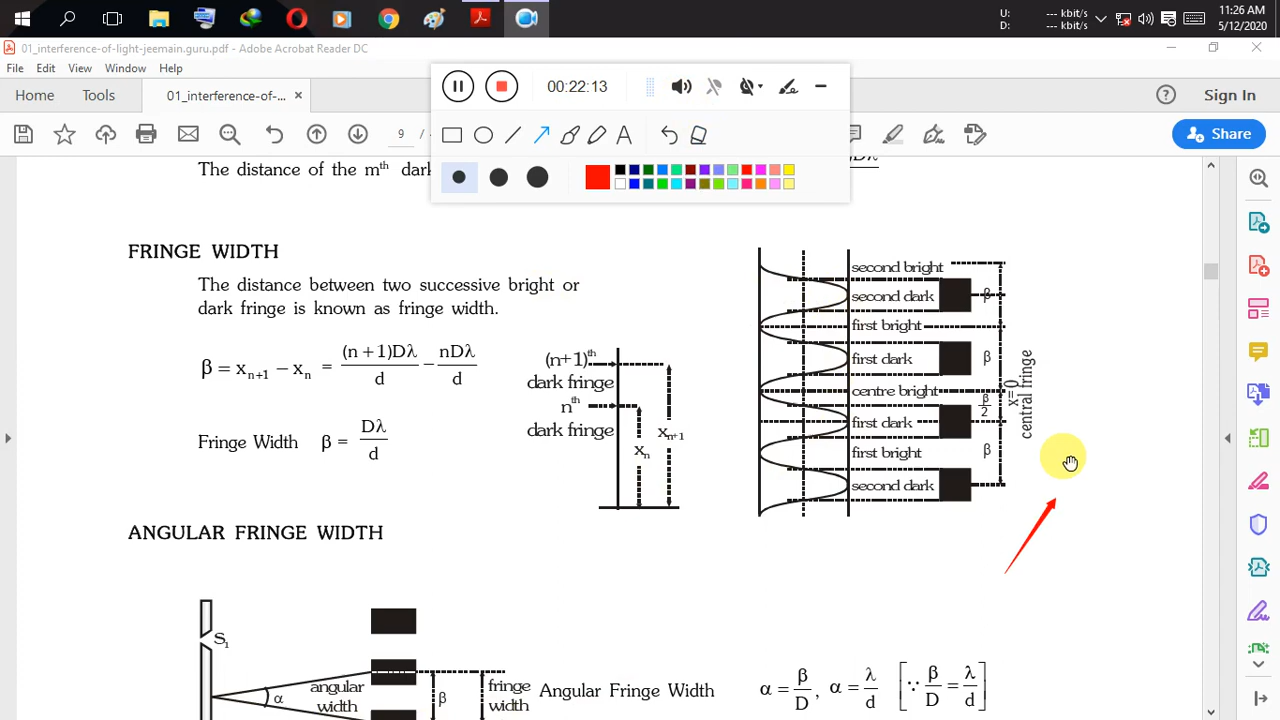 11:26 AM
5/12/2020
U: --- kbit/s
D: --- kbit/s
01_interference-of-light-jeemain.guru.pdf - Adobe Acrobat Reader DC
File Edit View Window Help
Home Tools 01_interference-of-... × Sign In
00:22:13
9 /
Share
A
The distance of the mth dark
FRINGE WIDTH
The distance between two successive bright or
dark fringe is known as fringe width.
β = xn+1 − xn = (n+1)Dλ/d − nDλ/d
Fringe Width β = Dλ/d
(n+1)th
dark fringe
nth
dark fringe
xn
xn+1
second bright
second dark β
first bright
first dark β
centre bright
first dark β/2
first bright β
second dark
x=0
central fringe
ANGULAR FRINGE WIDTH
S1
α
angular
width
β
fringe
width
Angular Fringe Width α = β/D, α = λ/d [∵ β/D = λ/d]